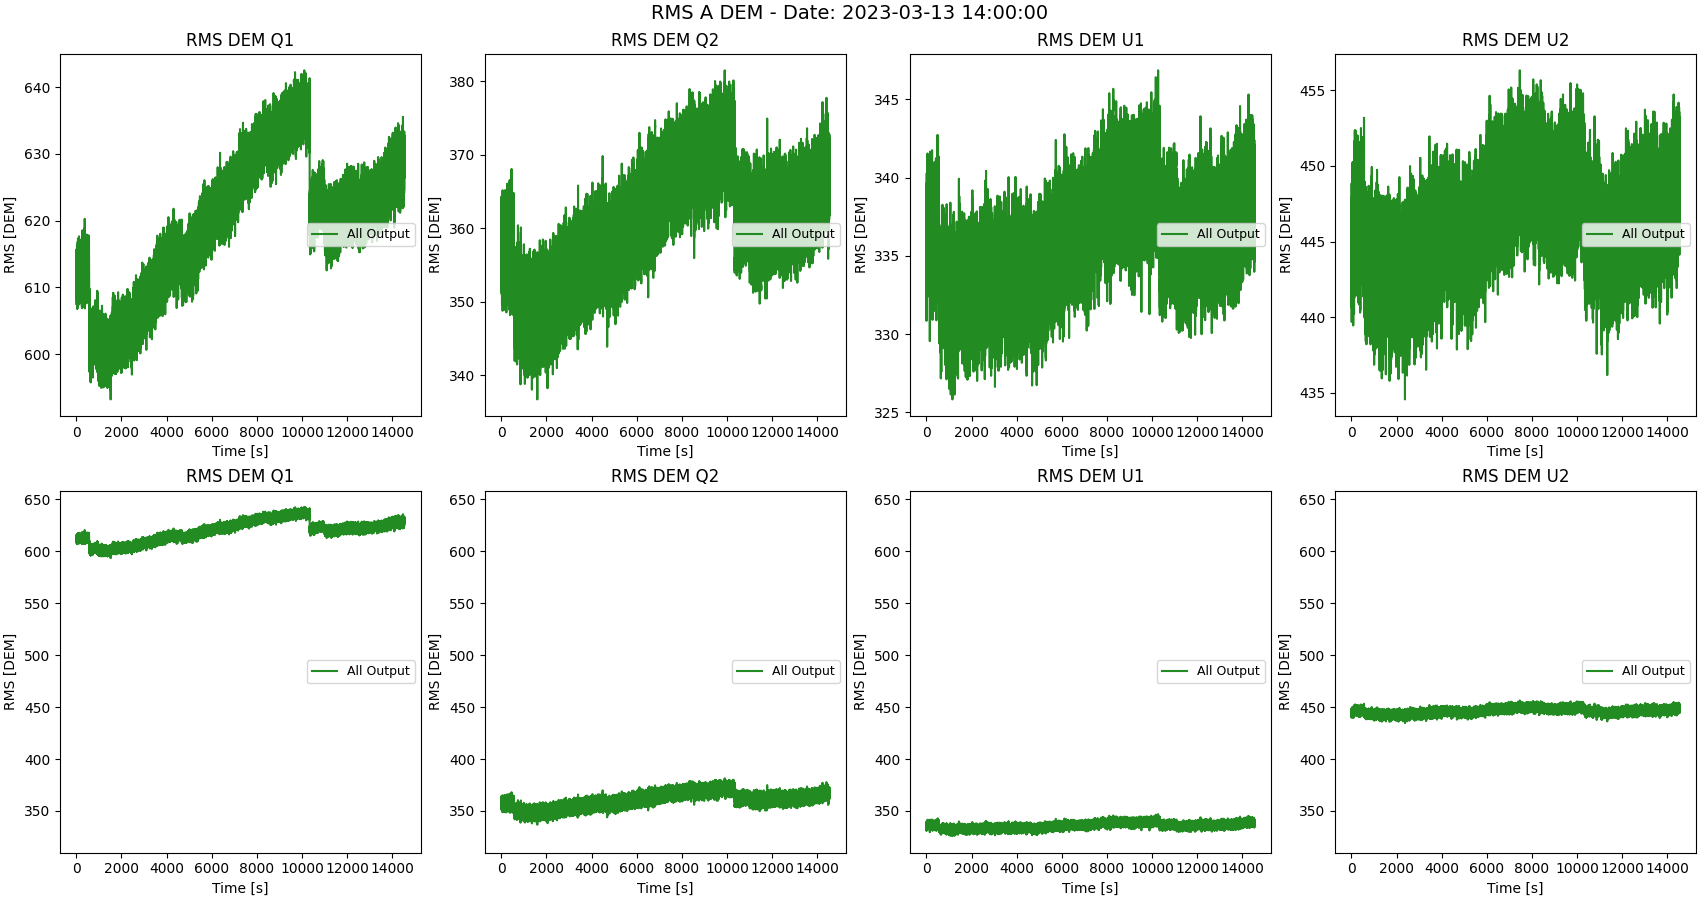 RMS A DEM - Date: 2023-03-13 14:00:00
RMS DEM Q1
RMS [DEM]
640
630
620
610
600
All Output
0 2000 4000 6000 8000 10000 12000 14000
Time [s]
RMS DEM Q2
RMS [DEM]
380
370
360
350
340
All Output
0 2000 4000 6000 8000 10000 12000 14000
Time [s]
RMS DEM U1
RMS [DEM]
345
340
335
330
325
All Output
0 2000 4000 6000 8000 10000 12000 14000
Time [s]
RMS DEM U2
RMS [DEM]
455
450
445
440
435
All Output
0 2000 4000 6000 8000 10000 12000 14000
Time [s]
RMS DEM Q1
RMS [DEM]
650
600
550
500
450
400
350
All Output
0 2000 4000 6000 8000 10000 12000 14000
Time [s]
RMS DEM Q2
RMS [DEM]
650
600
550
500
450
400
350
All Output
0 2000 4000 6000 8000 10000 12000 14000
Time [s]
RMS DEM U1
RMS [DEM]
650
600
550
500
450
400
350
All Output
0 2000 4000 6000 8000 10000 12000 14000
Time [s]
RMS DEM U2
RMS [DEM]
650
600
550
500
450
400
350
All Output
0 2000 4000 6000 8000 10000 12000 14000
Time [s]